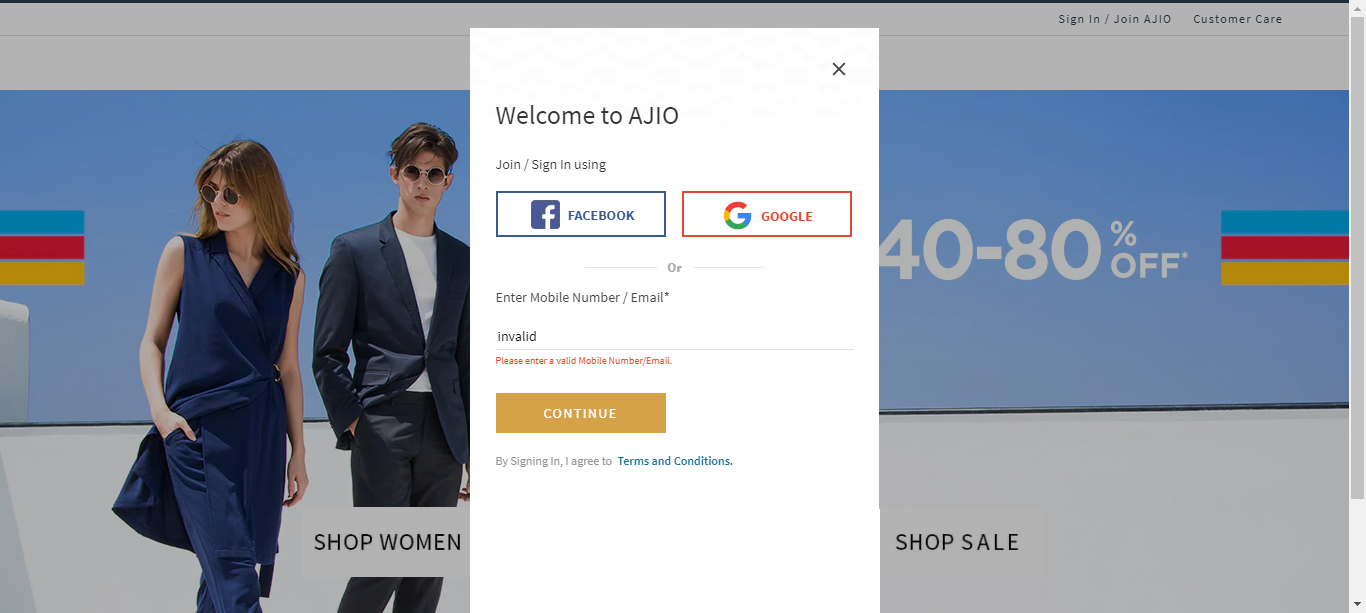 Sign In / Join AJIO Customer Care
Welcome to AJIO
Join / Sign In using
FACEBOOK GOOGLE
40-80 % OFF*
Or
Enter Mobile Number / Email*
invalid
Please enter a valid Mobile Number/Email.
CONTINUE
By Signing In, I agree to Terms and Conditions.
SHOP WOMEN SHOP SALE